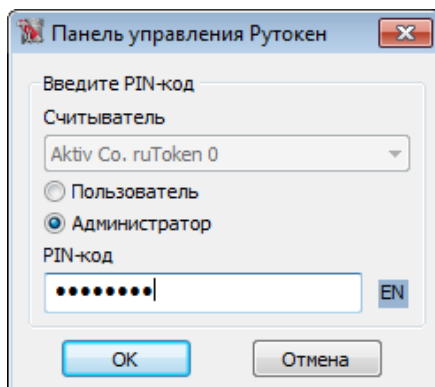 Панель управления Рутокен
Введите PIN-код
Считыватель
Aktiv Co. ruToken 0
Пользователь
Администратор
PIN-код
●●●●●●●● EN
OK Отмена